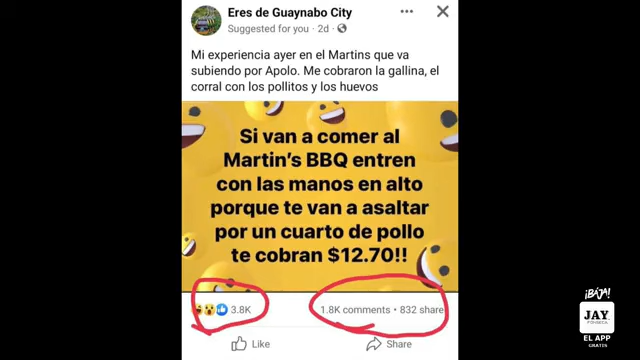 Eres de Guaynabo City
Suggested for you · 2d ·
Mi experiencia ayer en el Martins que va
subiendo por Apolo. Me cobraron la gallina, el
corral con los pollitos y los huevos
Si van a comer al
Martin's BBQ entren
con las manos en alto
porque te van a asaltar
por un cuarto de pollo
te cobran $12.70!!
3.8K
1.8K comments • 832 share
Like
Share
¡BÁJA!
JAY
FONSECA
EL APP
GRATIS